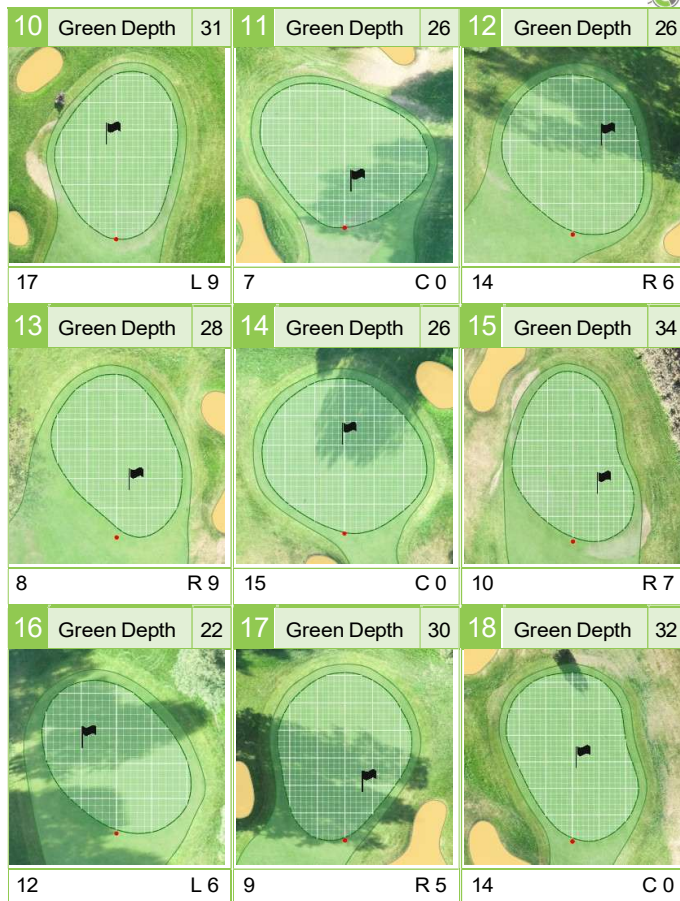 10 Green Depth 31 11 Green Depth 26 12 Green Depth 26
17 L 9 7 C 0 14 R 6
13 Green Depth 28 14 Green Depth 26 15 Green Depth 34
8 R 9 15 C 0 10 R 7
16 Green Depth 22 17 Green Depth 30 18 Green Depth 32
12 L 6 9 R 5 14 C 0